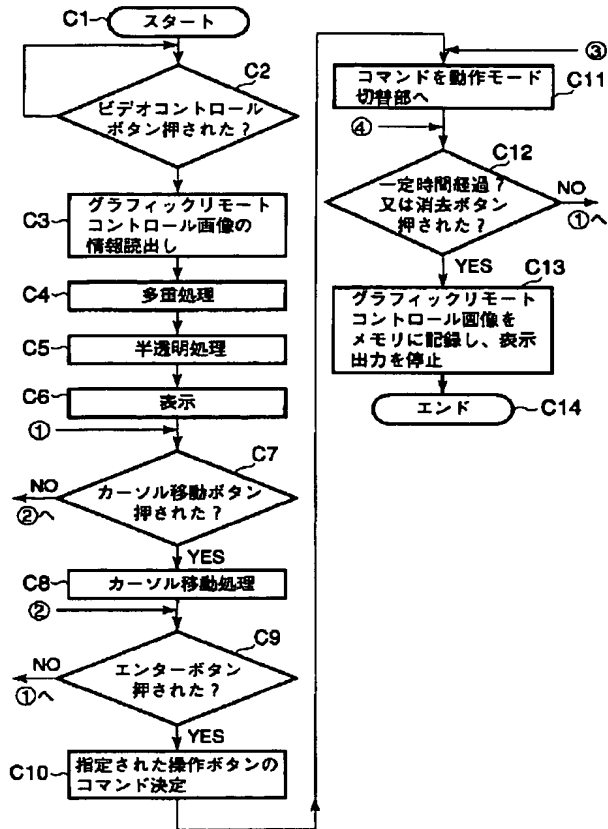 C1
スタート
C2
ビデオコントロール
ボタン押された？
C3
グラフィックリモート
コントロール画像の
情報読出し
C4
多重処理
C5
半透明処理
C6
表示
①
C7
カーソル移動ボタン
押された？
NO
②へ
YES
C8
カーソル移動処理
②
C9
エンターボタン
押された？
NO
①へ
YES
C10
指定された操作ボタンの
コマンド決定
③
コマンドを動作モード
切替部へ
C11
④
C12
一定時間経過？
又は消去ボタン
押された？
NO
①へ
YES
C13
グラフィックリモート
コントロール画像を
メモリに記録し、表示
出力を停止
エンド
C14